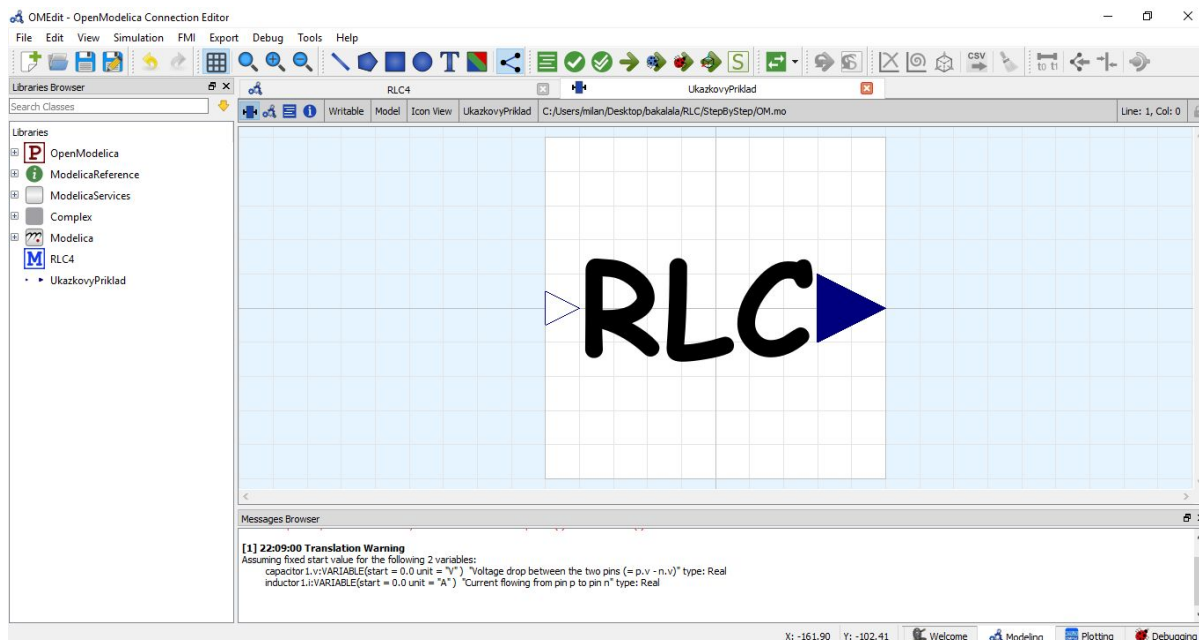 OMEdit - OpenModelica Connection Editor
File Edit View Simulation FMI Export Debug Tools Help
Libraries Browser
RLC4
UkazkovyPriklad
Search Classes
Writable Model Icon View UkazkovyPriklad C:/Users/milan/Desktop/bakalala/RLC/StepByStep/OM.mo
Line: 1, Col: 0
Libraries
P OpenModelica
i ModelicaReference
ModelicaServices
Complex
Modelica
M RLC4
UkazkovyPriklad
T
S
CSV
to t1
RLC
Messages Browser
[1] 22:09:00 Translation Warning
Assuming fixed start value for the following 2 variables:
capacitor1.v:VARIABLE(start = 0.0 unit = "V" ) "Voltage drop between the two pins (= p.v - n.v)" type: Real
inductor1.i:VARIABLE(start = 0.0 unit = "A" ) "Current flowing from pin p to pin n" type: Real
X: -161.90 Y: -102.41 Welcome Modeling Plotting Debugging